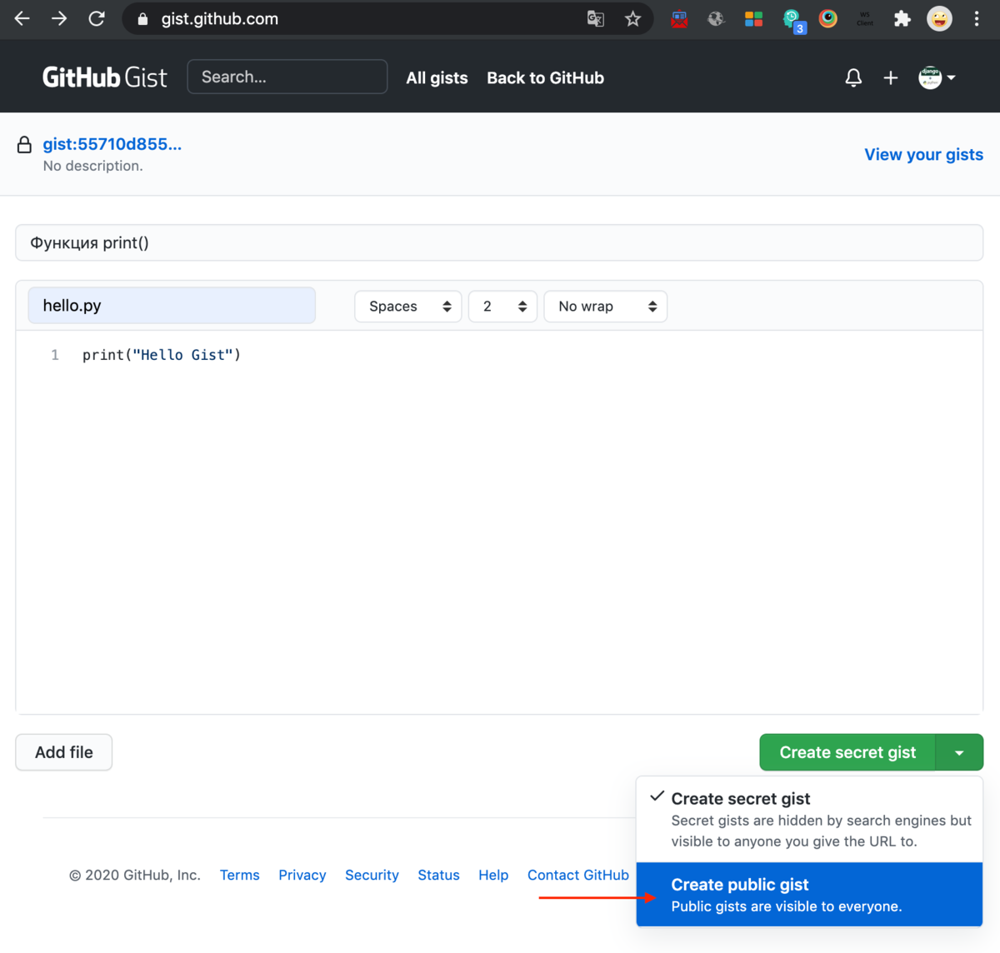 gist.github.com
3
WS
Client
GitHub Gist
Search...
All gists
Back to GitHub
django
gist:55710d855...
No description.
View your gists
Функция print()
hello.py
Spaces
2
No wrap
1 print("Hello Gist")
Add file
Create secret gist
Create secret gist
Secret gists are hidden by search engines but
visible to anyone you give the URL to.
Create public gist
Public gists are visible to everyone.
© 2020 GitHub, Inc.
Terms
Privacy
Security
Status
Help
Contact GitHub